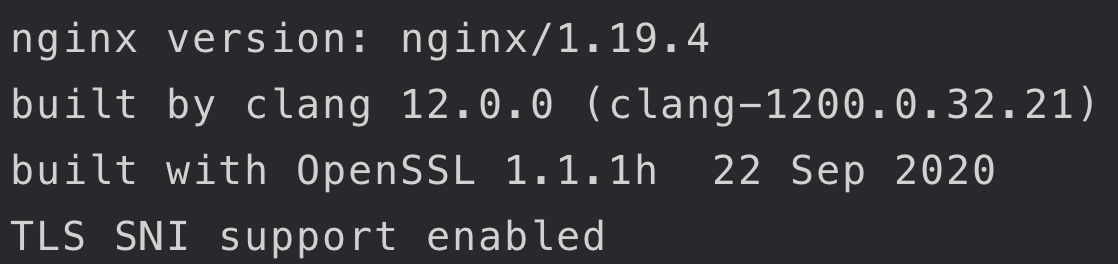 nginx version: nginx/1.19.4
built by clang 12.0.0 (clang-1200.0.32.21)
built with OpenSSL 1.1.1h  22 Sep 2020
TLS SNI support enabled